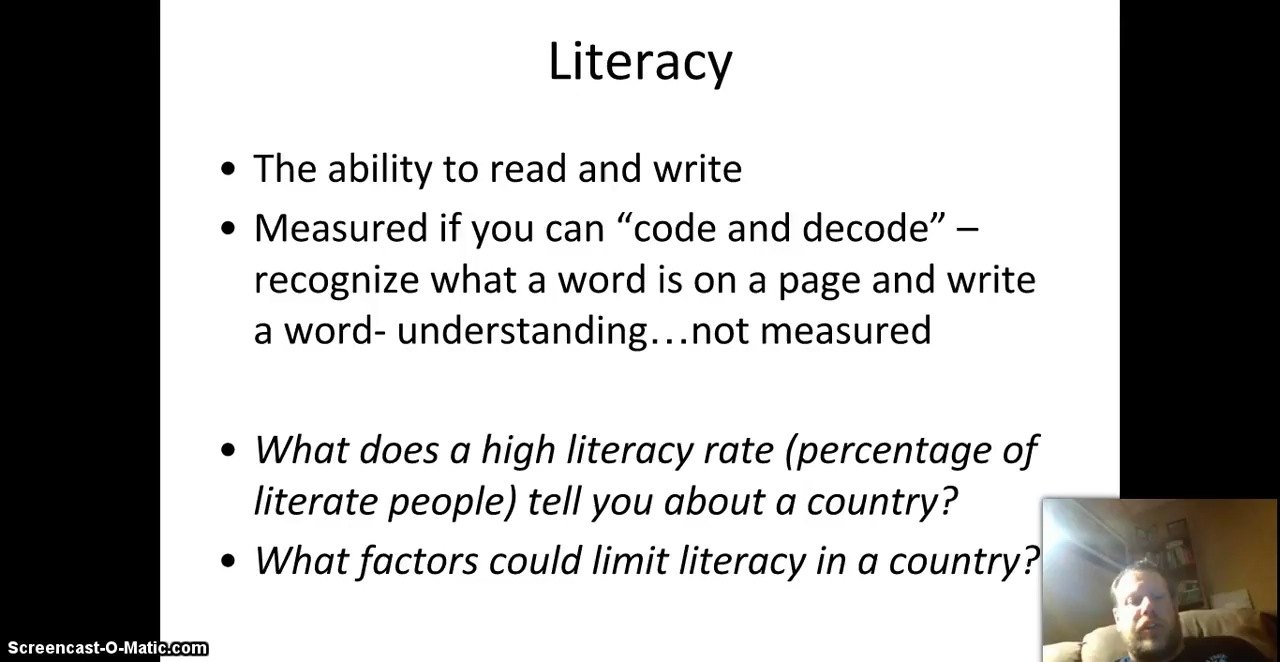 Literacy
• The ability to read and write
• Measured if you can “code and decode” –
recognize what a word is on a page and write
a word- understanding…not measured
• What does a high literacy rate (percentage of
literate people) tell you about a country?
• What factors could limit literacy in a country?
Screencast-O-Matic.com